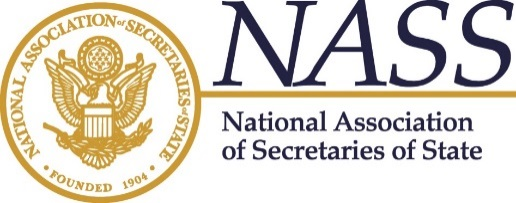 NATIONAL ASSOCIATION of SECRETARIES of STATE
• FOUNDED 1904 •
NASS
National Association
of Secretaries of State